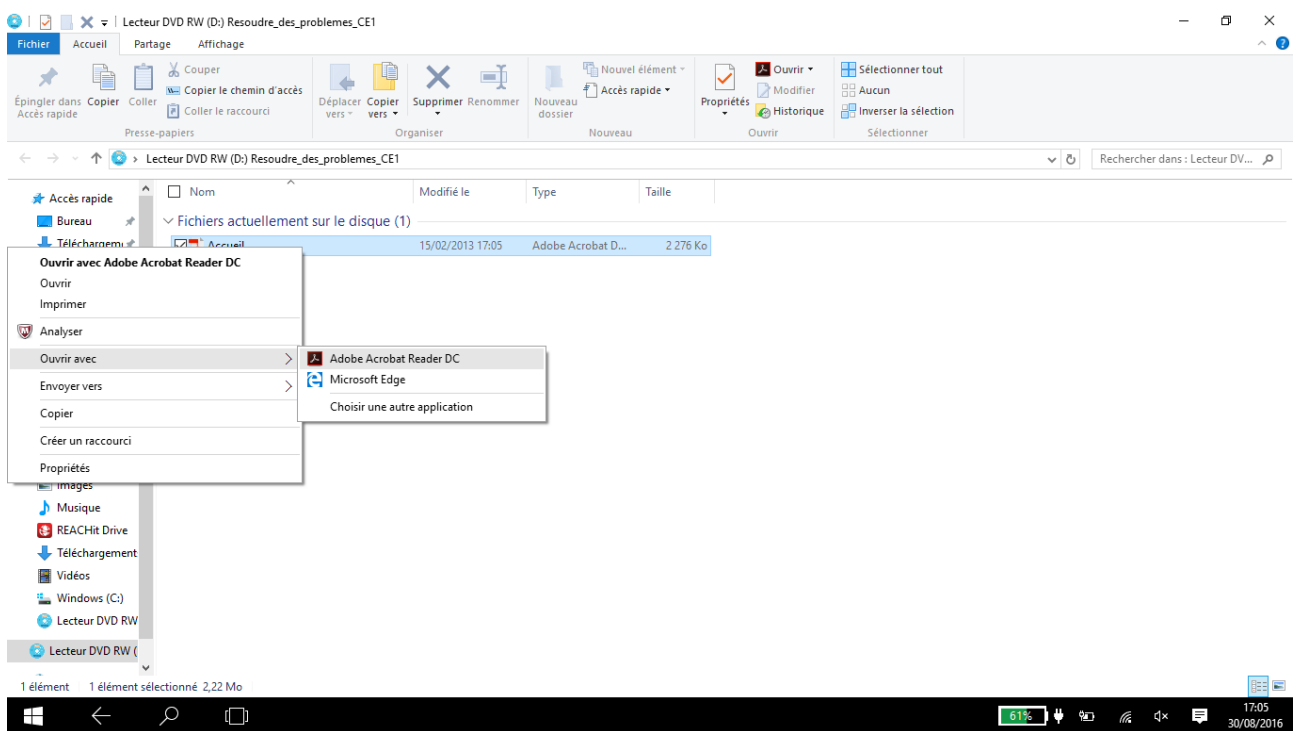 Lecteur DVD RW (D:) Resoudre_des_problemes_CE1
Fichier Accueil Partage Affichage
Épingler dans Accès rapide
Copier
Coller
Couper
Copier le chemin d'accès
Coller le raccourci
Presse-papiers
Déplacer vers
Copier vers
Supprimer
Renommer
Organiser
Nouveau dossier
Nouvel élément
Accès rapide
Nouveau
Propriétés
Ouvrir
Modifier
Historique
Ouvrir
Sélectionner tout
Aucun
Inverser la sélection
Sélectionner
Lecteur DVD RW (D:) Resoudre_des_problemes_CE1
Rechercher dans : Lecteur DV...
Accès rapide
Bureau
Téléchargem
Nom Modifié le Type Taille
Fichiers actuellement sur le disque (1)
Accueil 15/02/2013 17:05 Adobe Acrobat D... 2 276 Ko
Ouvrir avec Adobe Acrobat Reader DC
Ouvrir
Imprimer
Analyser
Ouvrir avec
Envoyer vers
Copier
Créer un raccourci
Propriétés
Adobe Acrobat Reader DC
Microsoft Edge
Choisir une autre application
Images
Musique
REACHit Drive
Téléchargement
Vidéos
Windows (C:)
Lecteur DVD RW
Lecteur DVD RW (
1 élément 1 élément sélectionné 2,22 Mo
61%
17:05
30/08/2016